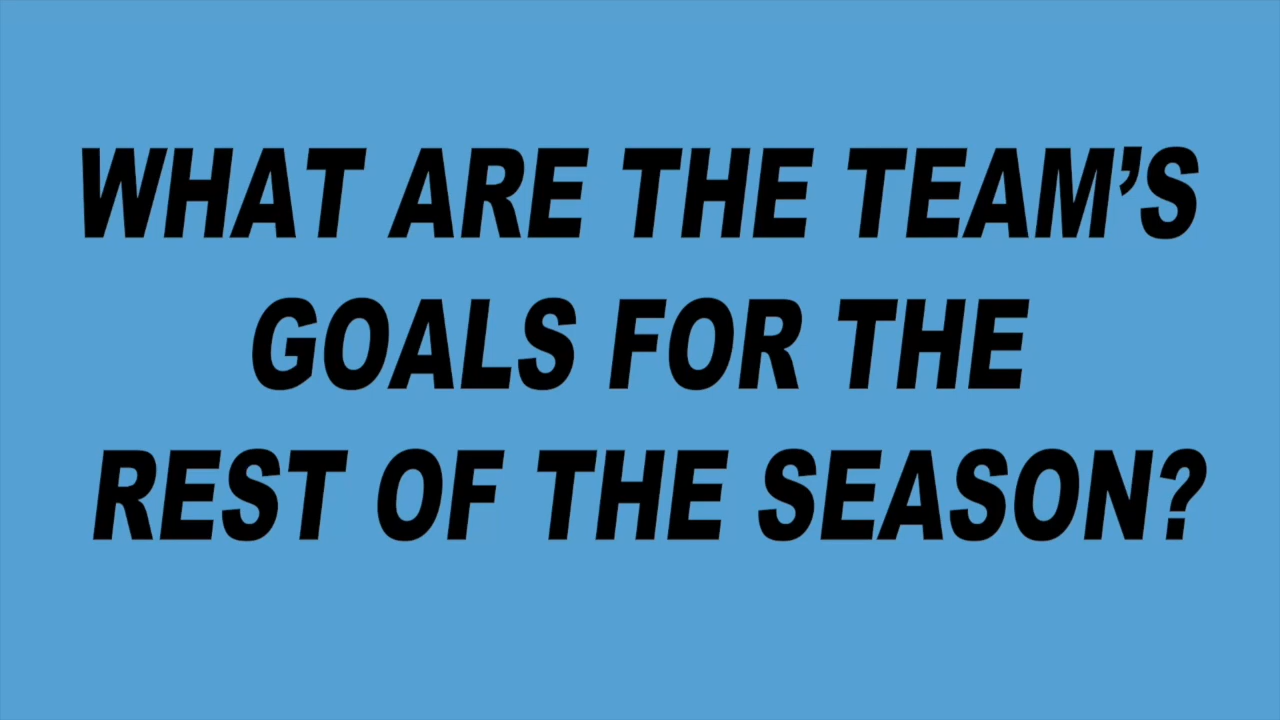 WHAT ARE THE TEAM’S
GOALS FOR THE
REST OF THE SEASON?